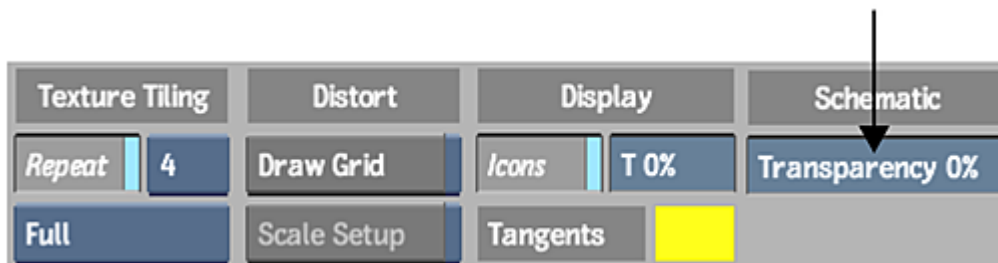 Texture Tiling Distort Display Schematic
Repeat 4 Draw Grid Icons T 0% Transparency 0%
Full Scale Setup Tangents